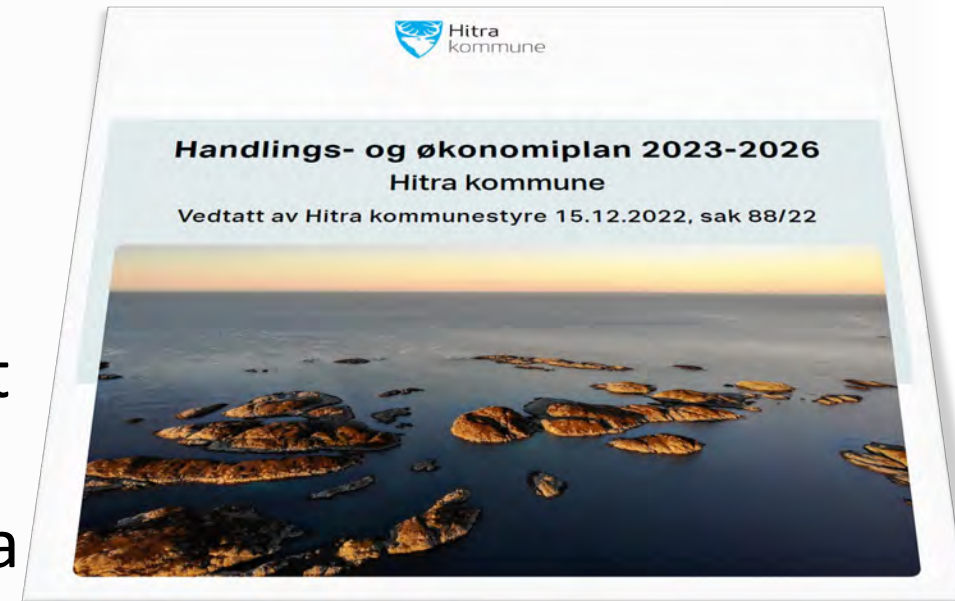 Hitra
kommune
Handlings- og økonomiplan 2023-2026
Hitra kommune
Vedtatt av Hitra kommunestyre 15.12.2022, sak 88/22
t
a